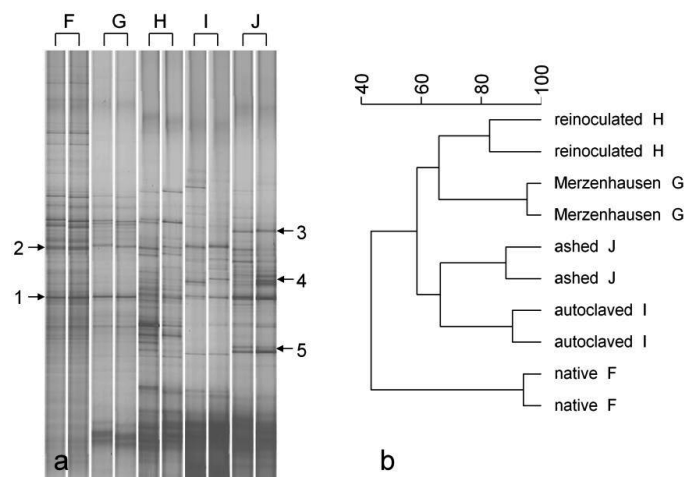 F G H I J
2
1
3
4
5
a
40 60 80 100
reinoculated H
reinoculated H
Merzenhausen G
Merzenhausen G
ashed J
ashed J
autoclaved I
autoclaved I
native F
native F
b